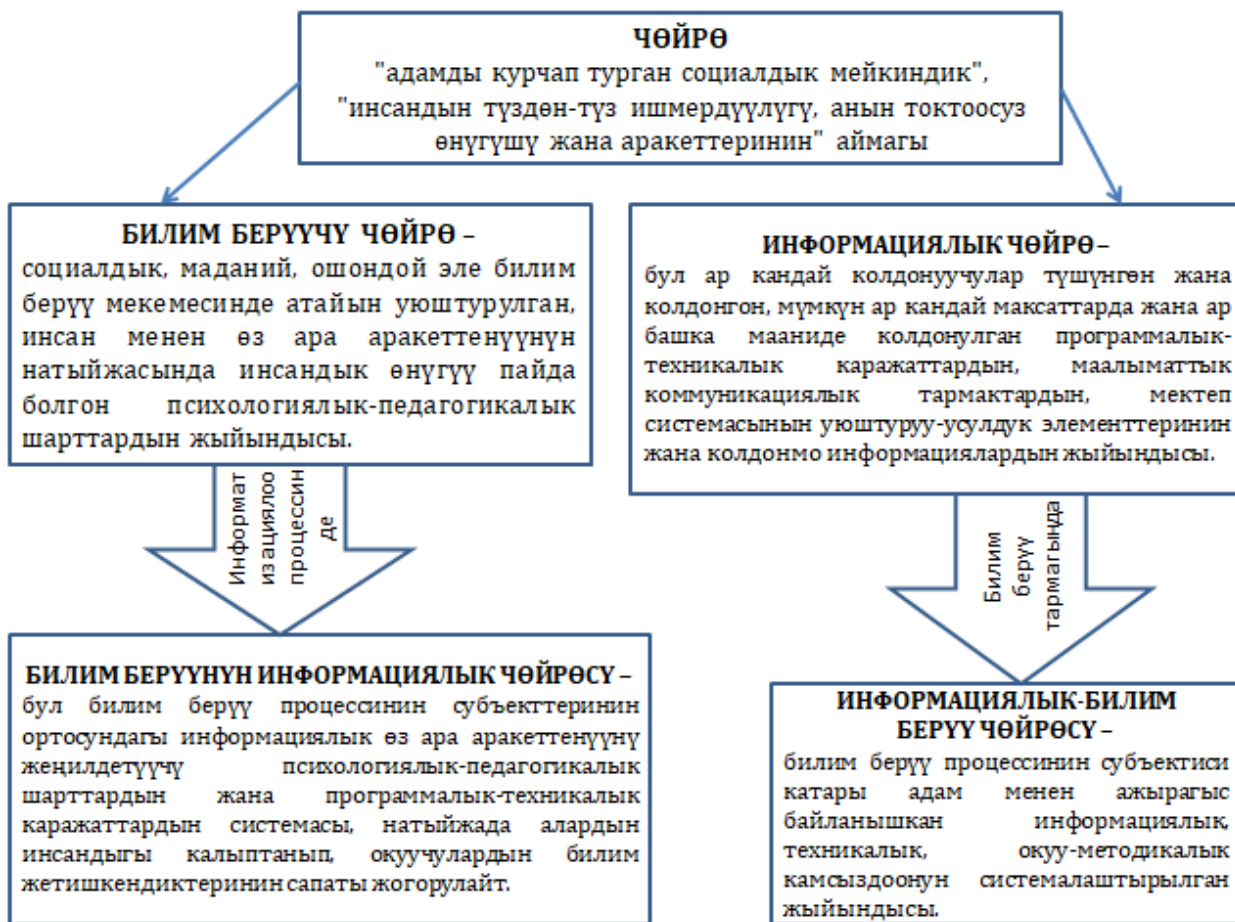 ЧӨЙРӨ
"адамды курчап турган социалдык мейкиндик",
"инсандын түздөн-түз ишмердүүлүгү, анын токтоосуз
өнүгүшү жана аракеттеринин" аймагы
БИЛИМ БЕРҮҮЧҮ ЧӨЙРӨ –
социалдык, маданий, ошондой эле билим
берүү мекемесинде атайын уюштурулган,
инсан менен өз ара аракеттенүүнүн
натыйжасында инсандык өнүгүү пайда
болгон психологиялык-педагогикалык
шарттардын жыйындысы.
ИНФОРМАЦИЯЛЫК ЧӨЙРӨ –
бул ар кандай колдонуучулар түшүнгөн жана
колдонгон, мүмкүн ар кандай максаттарда жана ар
башка мааниде колдонулган программалык-
техникалык каражаттардын, маалыматтык
коммуникациялык тармактардын, мектеп
системасынын уюштуруу-усулдук элементтеринин
жана колдонмо информациялардын жыйындысы.
Информат
изациялоо
процессин
де
Билим
берүү
тармагында
БИЛИМ БЕРҮҮНҮН ИНФОРМАЦИЯЛЫК ЧӨЙРӨСҮ –
бул билим берүү процессинин субъекттеринин
ортосундагы информациялык өз ара аракеттенүүнү
жеңилдетүүчү психологиялык-педагогикалык
шарттардын жана программалык-техникалык
каражаттардын системасы, натыйжада алардын
инсандыгы калыптанып, окуучулардын билим
жетишкендиктеринин сапаты жогорулайт.
ИНФОРМАЦИЯЛЫК-БИЛИМ
БЕРҮҮ ЧӨЙРӨСҮ –
билим берүү процессинин субъектиси
катары адам менен ажырагыс
байланышкан информациялык,
техникалык, окуу-методикалык
камсыздоонун системалаштырылган
жыйындысы.